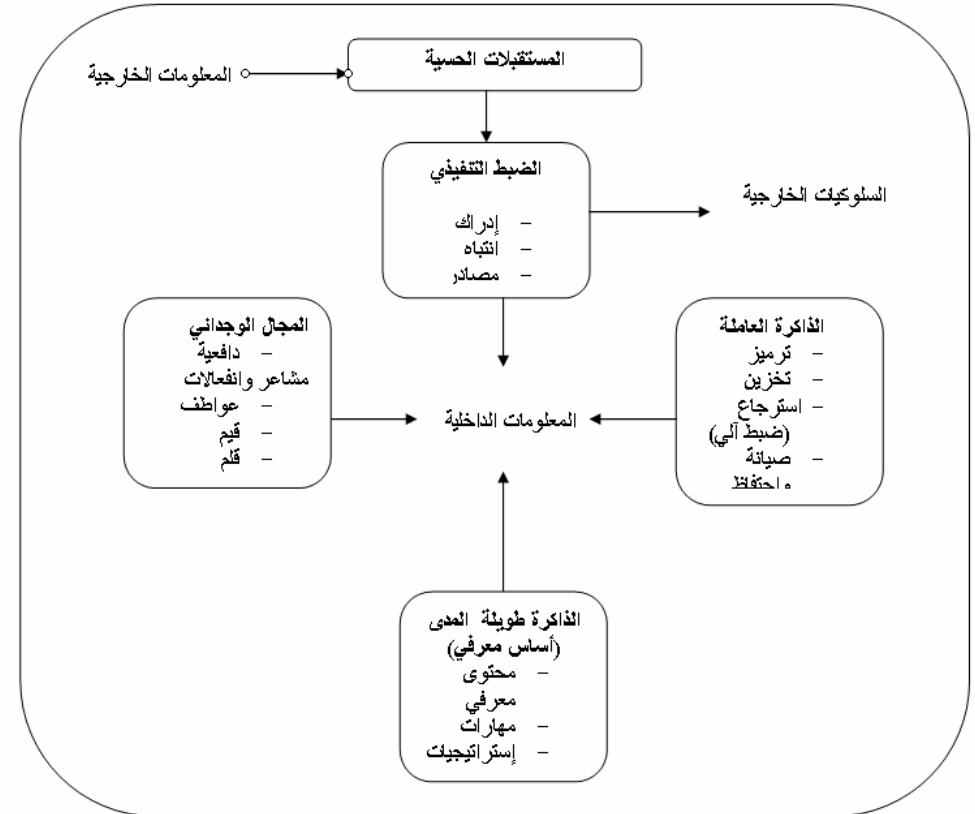 المستقبلات الحسية
المعلومات الخارجية
الضبط التنفيذي
– إدراك
– انتباه
– مصادر
السلوكيات الخارجية
الذاكرة العاملة
– ترميز
– تخزين
– استرجاع
(ضبط آلي)
– صيانة
واحتفاظ
المجال الوجداني
– دافعية
مشاعر وانفعالات
– عواطف
– قيم
– قلم
المعلومات الداخلية
الذاكرة طويلة المدى
(أساس معرفي)
– محتوى
معرفي
– مهارات
– إستراتيجيات